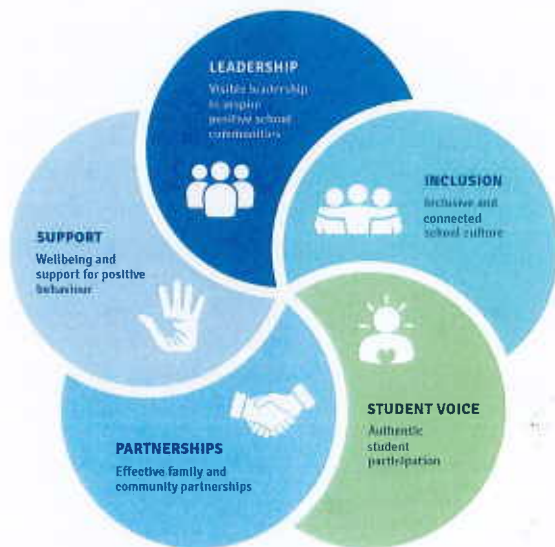 LEADERSHIP
Visible leadership
to inspire
positive school
communities
INCLUSION
Inclusive and
connected
school culture
STUDENT VOICE
Authentic
student
participation
PARTNERSHIPS
Effective family and
community partnerships
SUPPORT
Wellbeing and
support for positive
behaviour